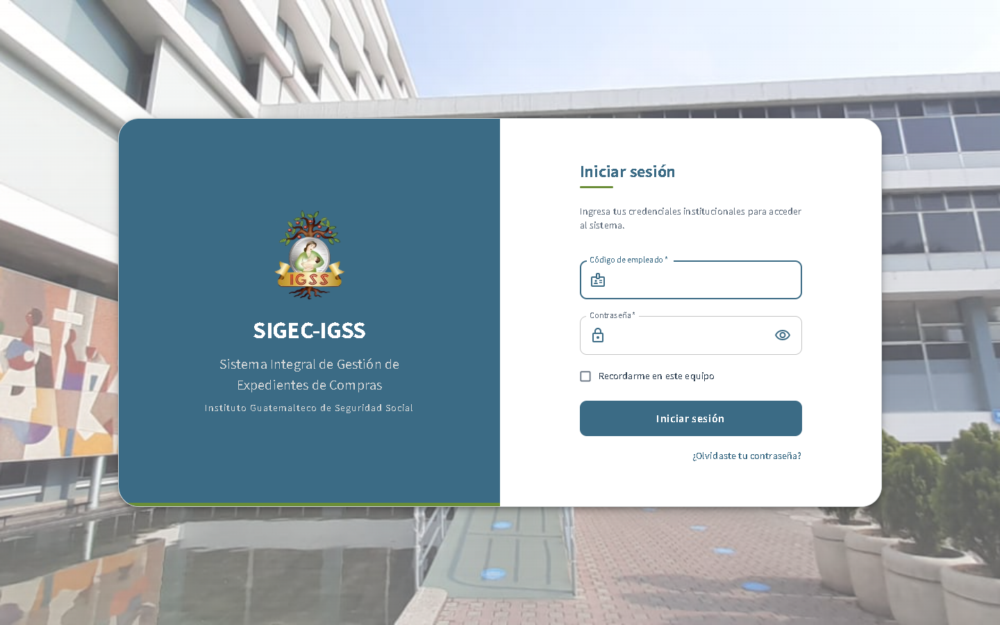 IGSS
SIGEC-IGSS
Sistema Integral de Gestión de
Expedientes de Compras
Instituto Guatemalteco de Seguridad Social
Iniciar sesión
Ingresa tus credenciales institucionales para acceder
al sistema.
Código de empleado *
Contraseña *
Recordarme en este equipo
Iniciar sesión
¿Olvidaste tu contraseña?